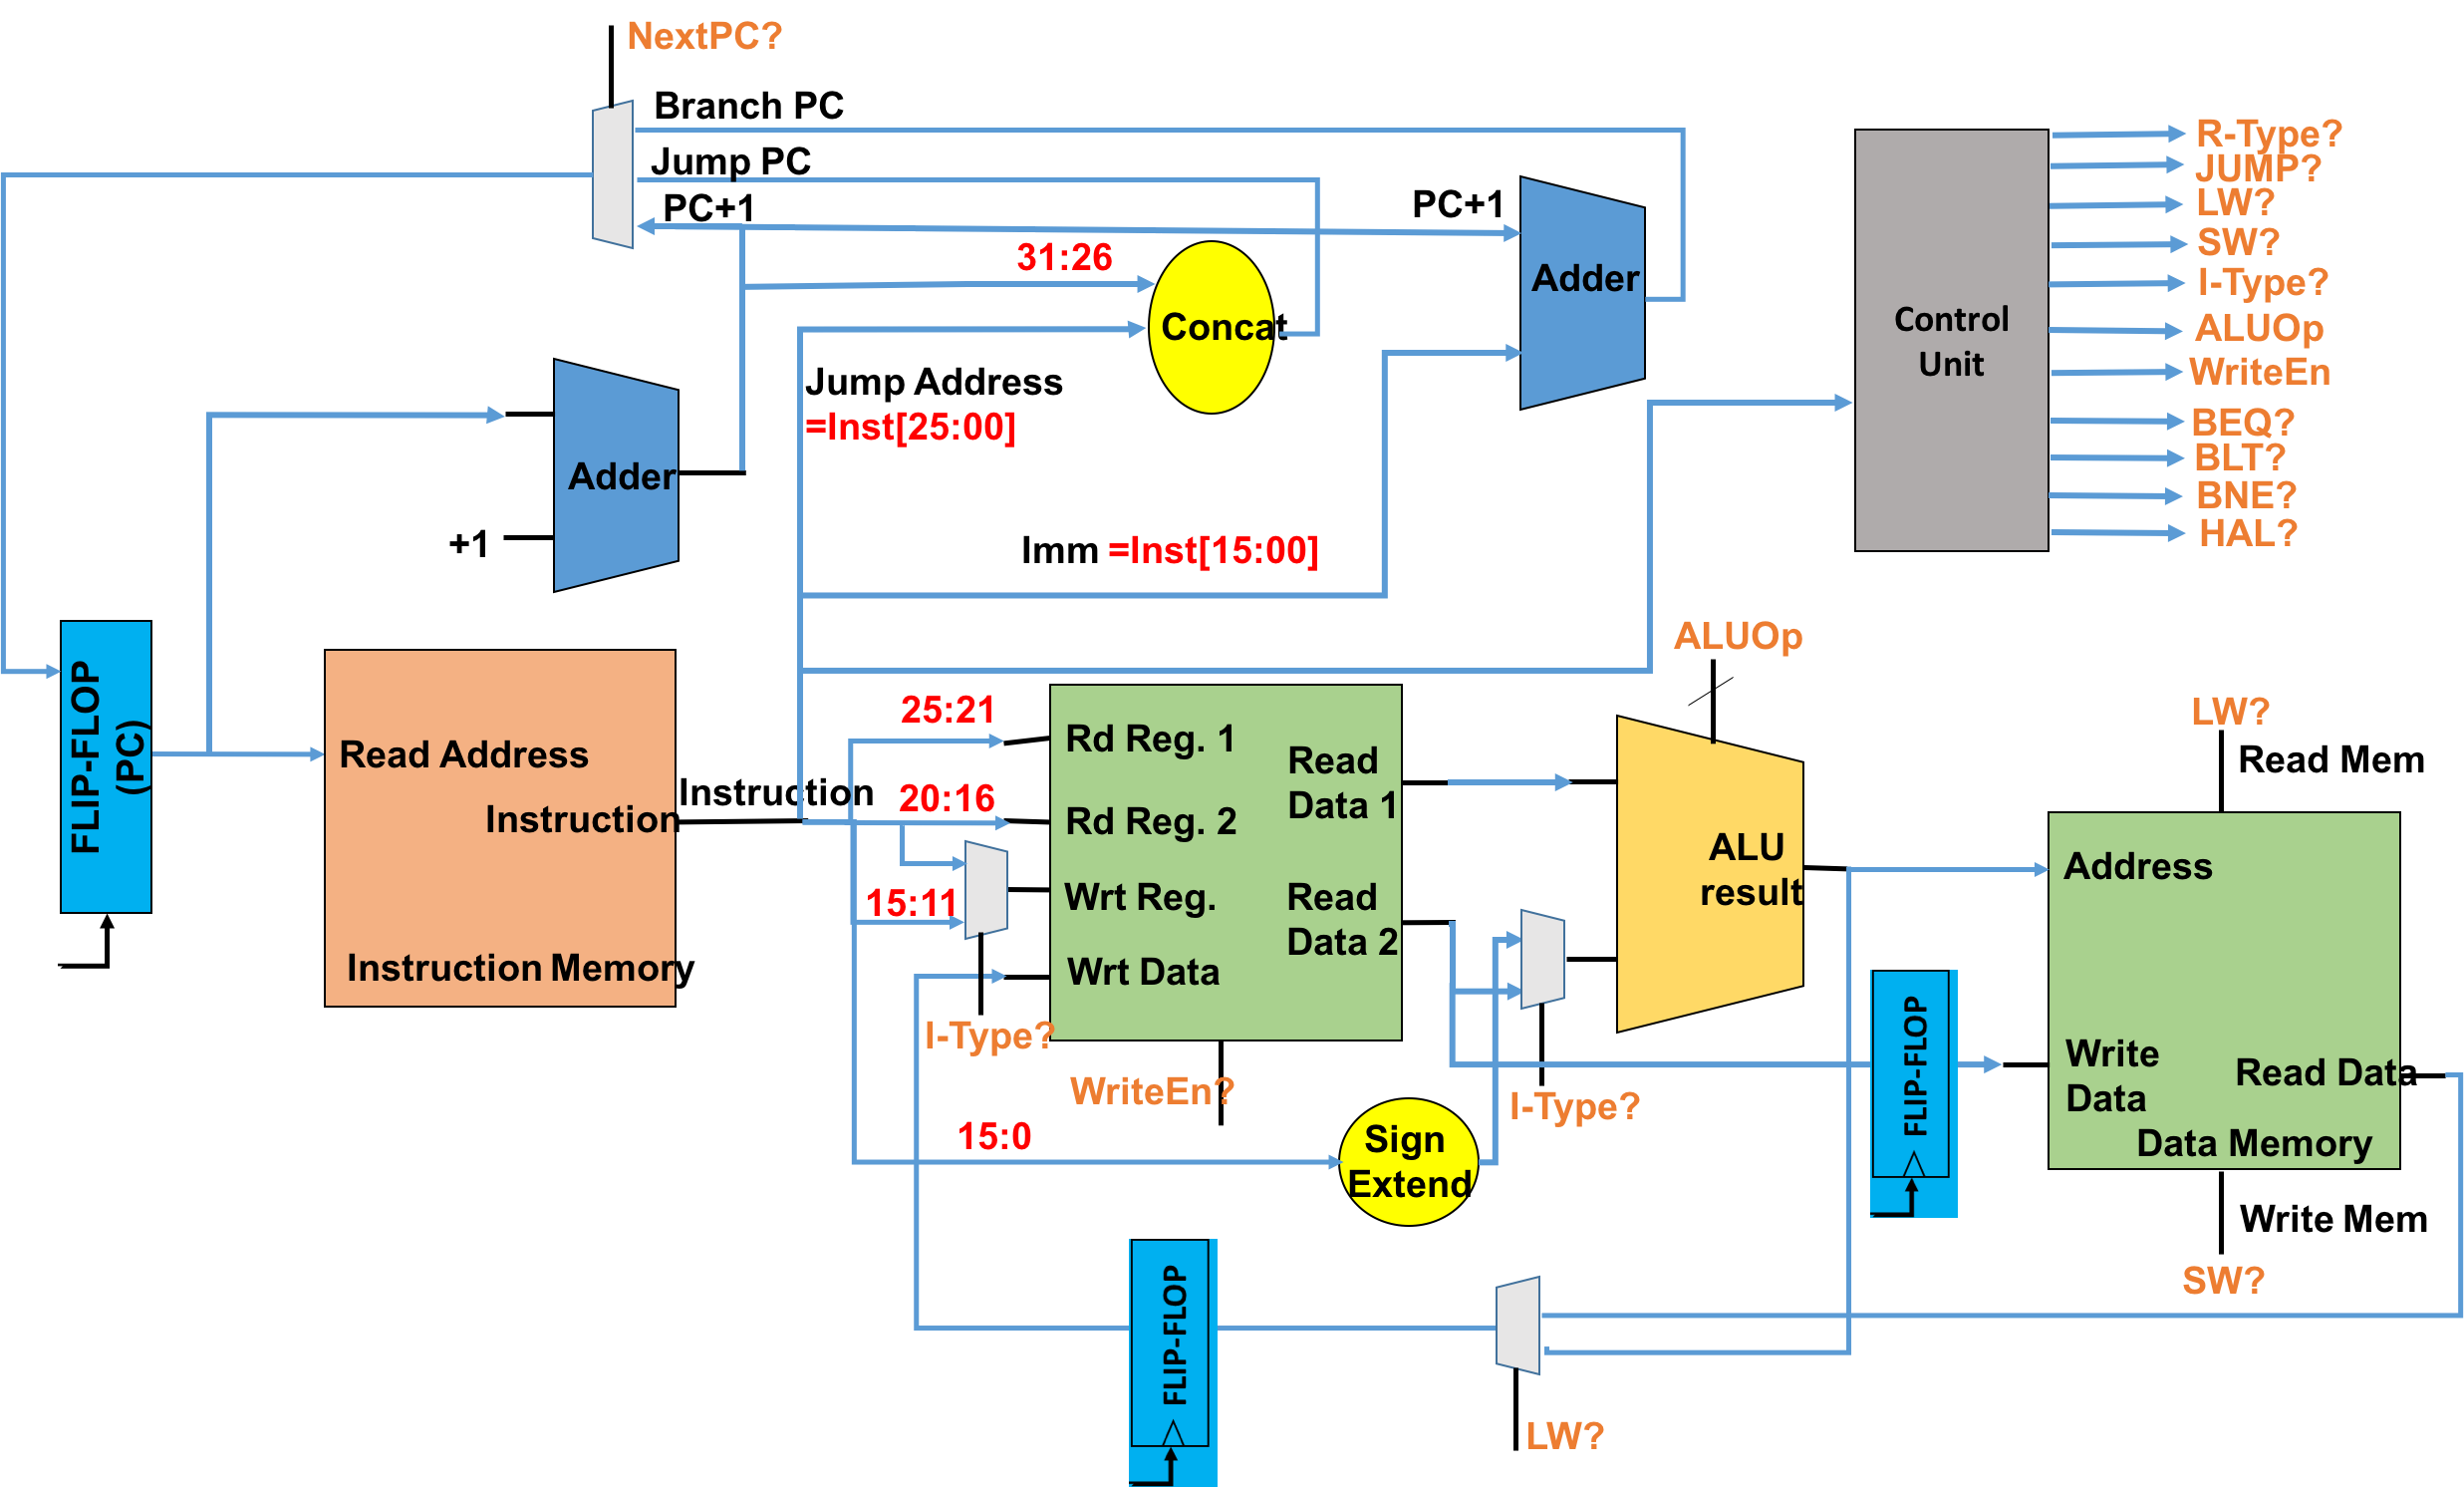 NextPC?
Branch PC
Jump PC
PC+1
PC+1
31:26
Adder
Concat
Jump Address
=Inst[25:00]
Adder
+1
Imm =Inst[15:00]
Control
Unit
R-Type?
JUMP?
LW?
SW?
I-Type?
ALUOp
WriteEn
BEQ?
BLT?
BNE?
HAL?
FLIP-FLOP
(PC)
Read Address
Instruction
Instruction Memory
Instruction
25:21
20:16
15:11
I-Type?
Rd Reg. 1
Rd Reg. 2
Wrt Reg.
Wrt Data
Read
Data 1
Read
Data 2
WriteEn?
15:0
Sign
Extend
I-Type?
ALUOp
ALU
result
LW?
Read Mem
Address
Write
Data
Read Data
Data Memory
Write Mem
SW?
FLIP-FLOP
FLIP-FLOP
LW?